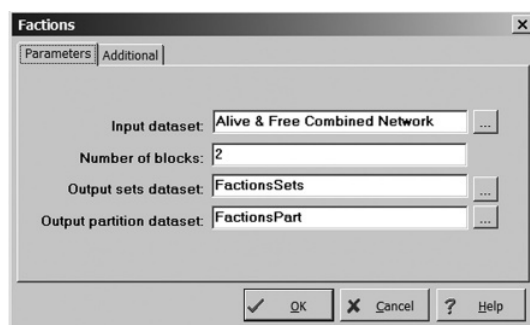 Factions
Parameters Additional
Input dataset: Alive & Free Combined Network ...
Number of blocks: 2
Output sets dataset: FactionsSets ...
Output partition dataset: FactionsPart ...
OK Cancel ? Help